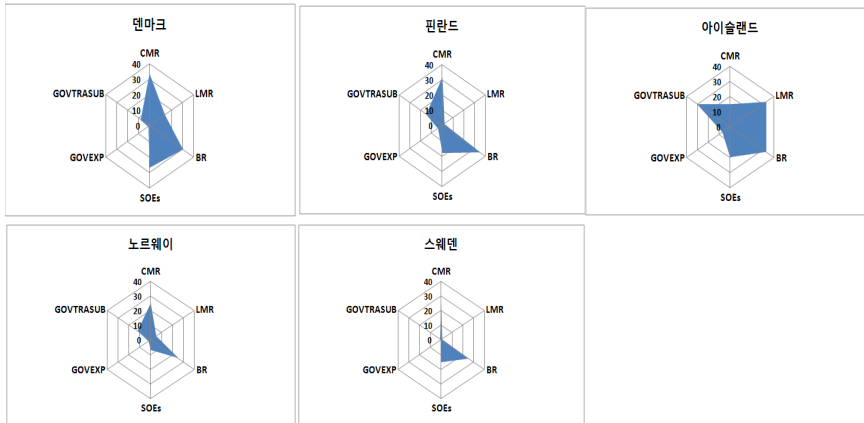 덴마크
CMR
40
30
GOVTRASUB
20
LMR
10
0
GOVEXP
BR
SOEs
핀란드
CMR
40
30
GOVTRASUB
20
LMR
10
0
GOVEXP
BR
SOEs
아이슬랜드
CMR
40
30
GOVTRASUB
20
LMR
10
0
GOVEXP
BR
SOEs
노르웨이
CMR
40
30
GOVTRASUB
20
LMR
10
0
GOVEXP
BR
SOEs
스웨덴
CMR
40
30
GOVTRASUB
20
LMR
10
0
GOVEXP
BR
SOEs